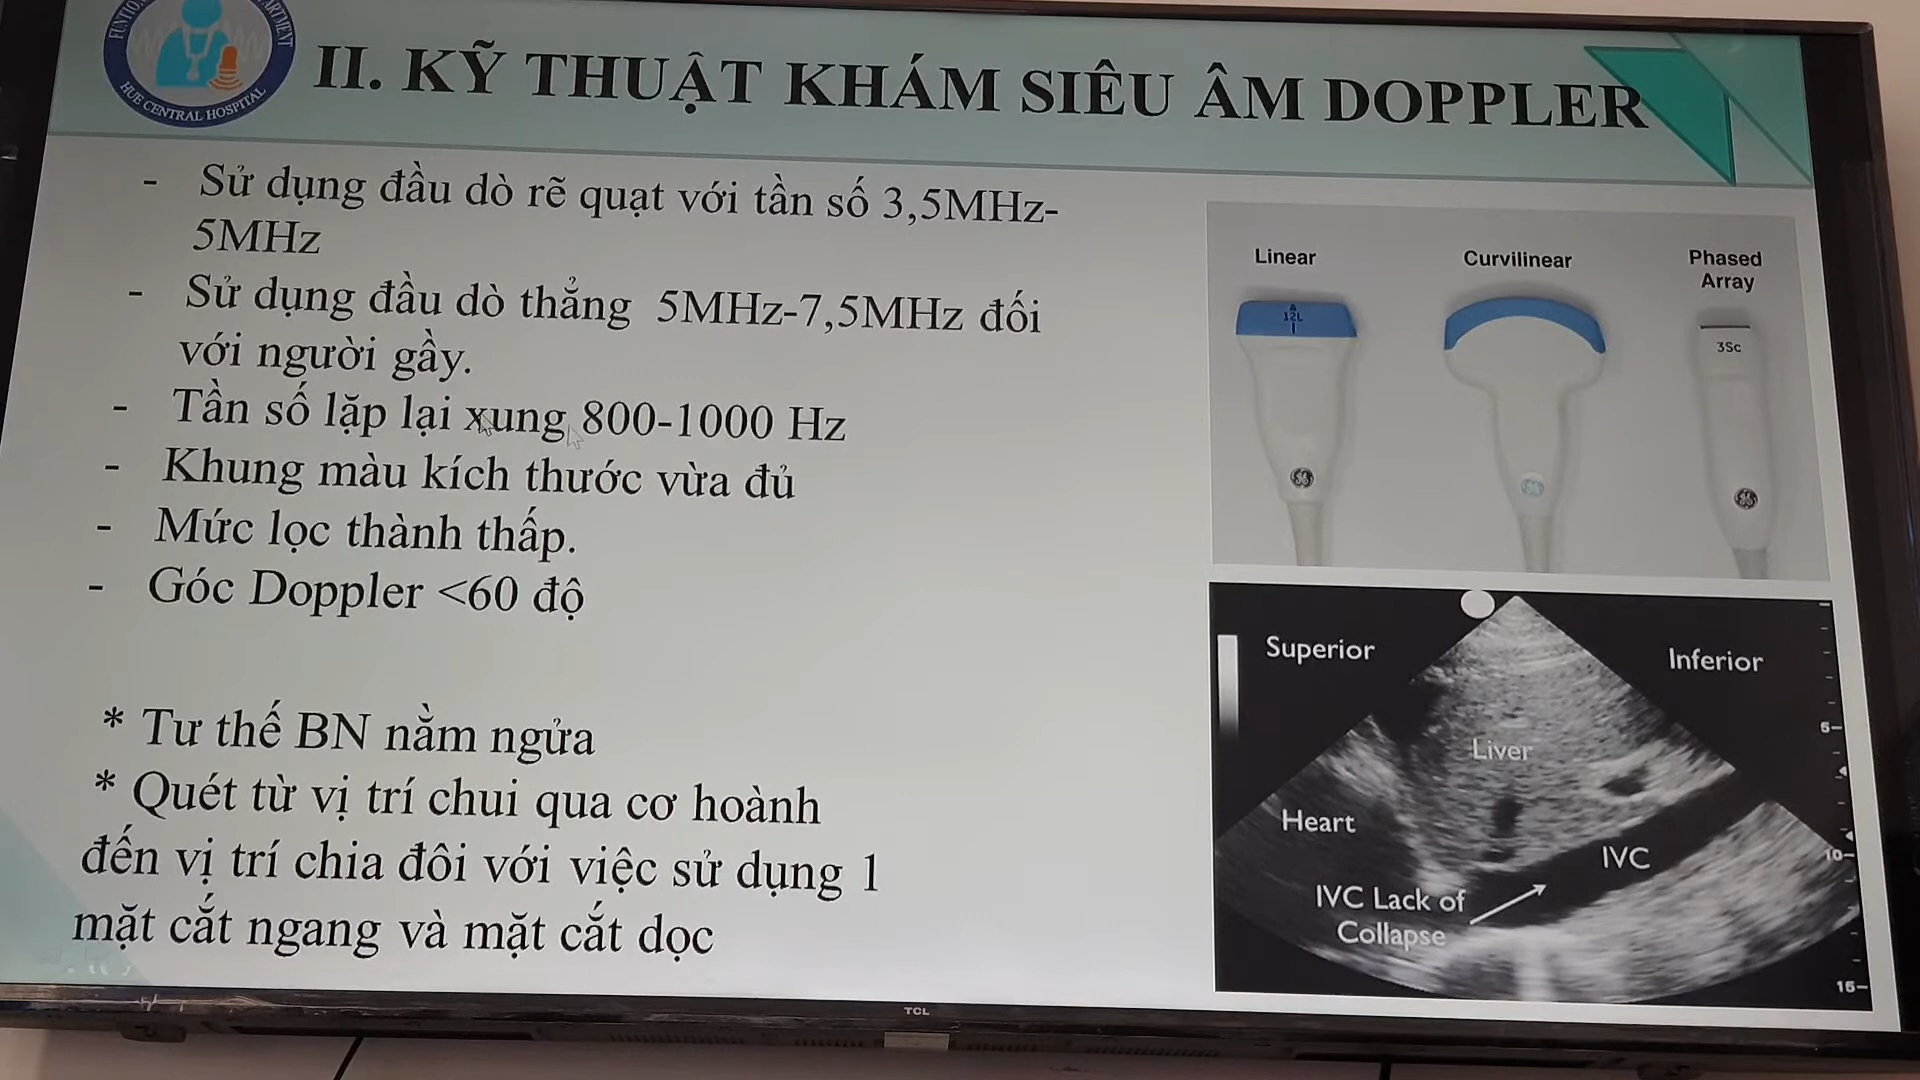 HUE CENTRAL HOSPITAL
II. KỸ THUẬT KHÁM SIÊU ÂM DOPPLER
- Sử dụng đầu dò rẽ quạt với tần số 3,5MHz-
5MHz
- Sử dụng đầu dò thẳng 5MHz-7,5MHz đối
với người gầy.
- Tần số lặp lại xung 800-1000 Hz
- Khung màu kích thước vừa đủ
- Mức lọc thành thấp.
- Góc Doppler <60 độ
* Tư thế BN nằm ngửa
* Quét từ vị trí chui qua cơ hoành
đến vị trí chia đôi với việc sử dụng 1
mặt cắt ngang và mặt cắt dọc
Linear
Curvilinear
Phased
Array
12L
3Sc
Superior
Inferior
Liver
Heart
IVC
IVC Lack of
Collapse
5
10
15
TCL